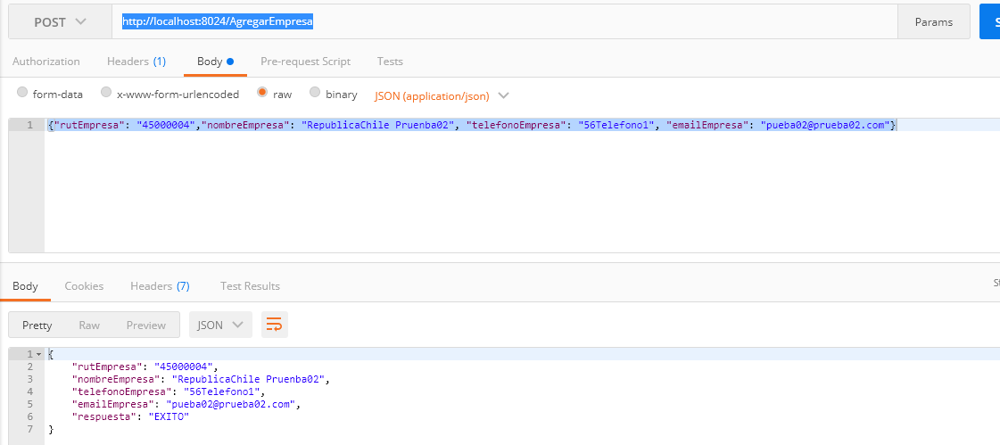 POST http://localhost:8024/AgregarEmpresa Params S
Authorization Headers (1) Body Pre-request Script Tests
form-data x-www-form-urlencoded raw binary JSON (application/json)
1 {"rutEmpresa": "45000004","nombreEmpresa": "RepublicaChile Pruenba02", "telefonoEmpresa": "56Telefono1", "emailEmpresa": "pueba02@prueba02.com"}
Body Cookies Headers (7) Test Results St
Pretty Raw Preview JSON
1 {
2 "rutEmpresa": "45000004",
3 "nombreEmpresa": "RepublicaChile Pruenba02",
4 "telefonoEmpresa": "56Telefono1",
5 "emailEmpresa": "pueba02@prueba02.com",
6 "respuesta": "EXITO"
7 }